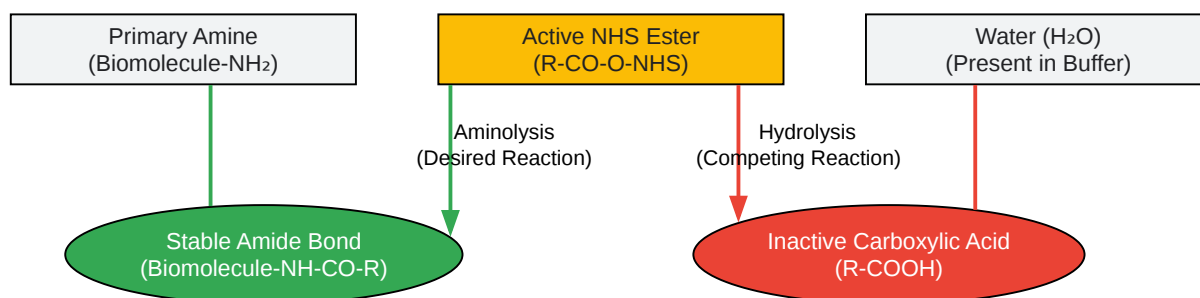 Primary Amine
(Biomolecule-NH₂)
Active NHS Ester
(R-CO-O-NHS)
Water (H₂O)
(Present in Buffer)
Aminolysis
(Desired Reaction)
Hydrolysis
(Competing Reaction)
Stable Amide Bond
(Biomolecule-NH-CO-R)
Inactive Carboxylic Acid
(R-COOH)